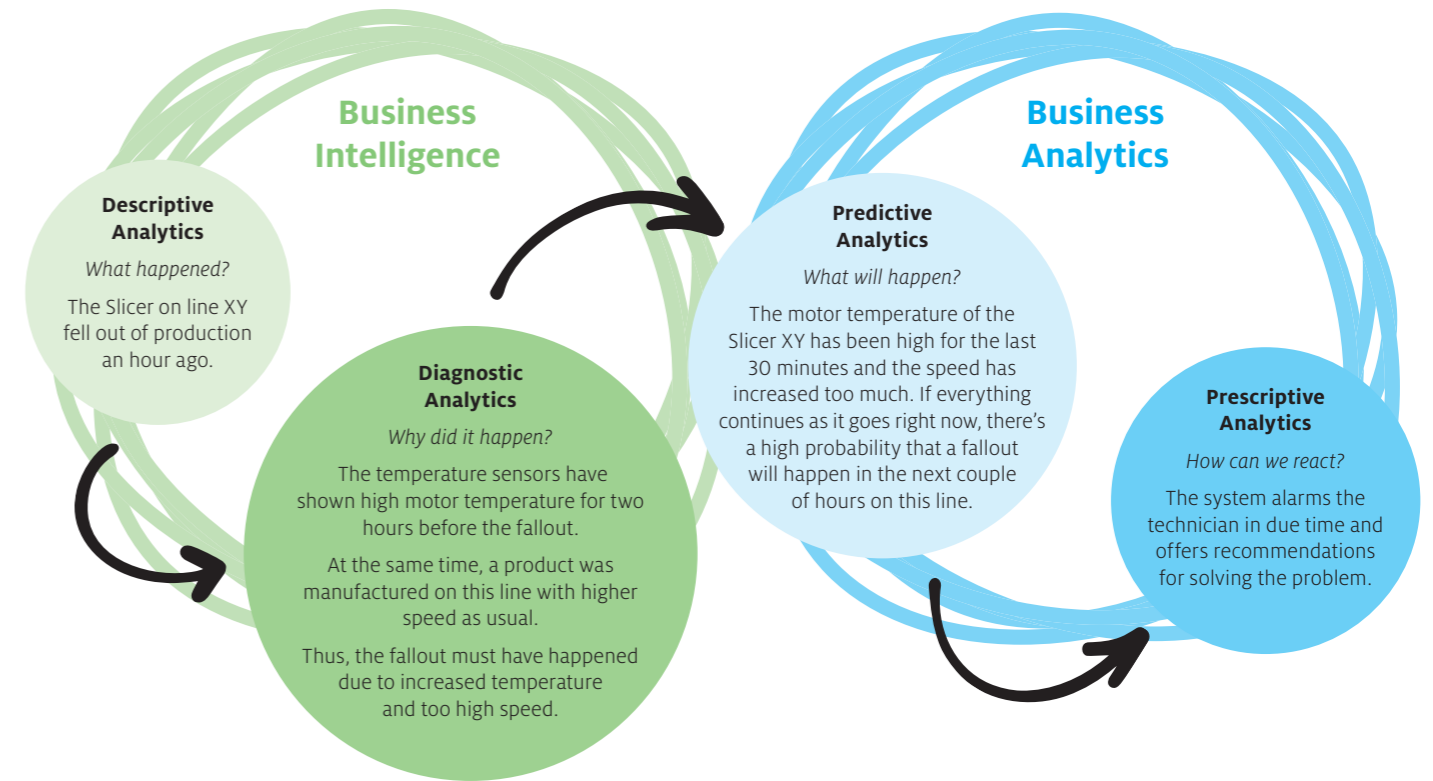 Business
Intelligence
Descriptive
Analytics
What happened?
The Slicer on line XY
fell out of production
an hour ago.
Diagnostic
Analytics
Why did it happen?
The temperature sensors have
shown high motor temperature for two
hours before the fallout.
At the same time, a product was
manufactured on this line with higher
speed as usual.
Thus, the fallout must have happened
due to increased temperature
and too high speed.
Business
Analytics
Predictive
Analytics
What will happen?
The motor temperature of the
Slicer XY has been high for the last
30 minutes and the speed has
increased too much. If everything
continues as it goes right now, there’s
a high probability that a fallout
will happen in the next couple
of hours on this line.
Prescriptive
Analytics
How can we react?
The system alarms the
technician in due time and
offers recommendations
for solving the problem.